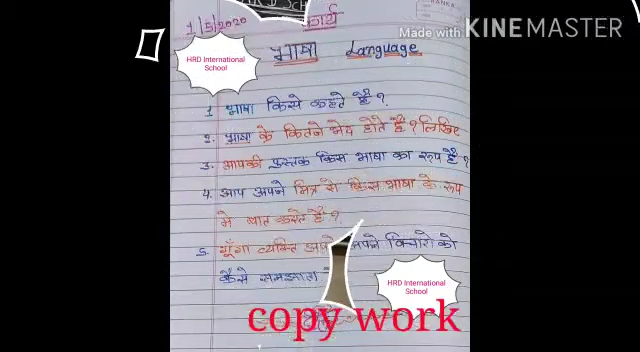 1/5/2020
कार्य
Made with KINEMASTER
HRD International
School
भाषा Language
1 भाषा किसे कहते हैं?
2. भाषा के कितने भेद होते हैं? लिखिए
3. आपकी पुस्तक किस भाषा का रूप है?
4. आप अपने मित्र से किस भाषा के रूप
मे बात करते हैं?
5. गूँगा व्यक्ति अपने विचारो को
कैसे समझाता
HRD International
School
copy work